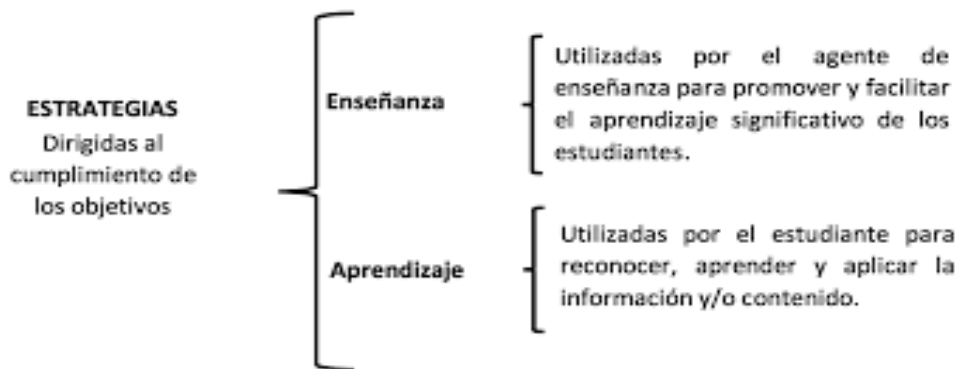 ESTRATEGIAS
Dirigidas al
cumplimiento de
los objetivos
Enseñanza
Utilizadas por el agente de
enseñanza para promover y facilitar
el aprendizaje significativo de los
estudiantes.
Aprendizaje
Utilizadas por el estudiante para
reconocer, aprender y aplicar la
información y/o contenido.